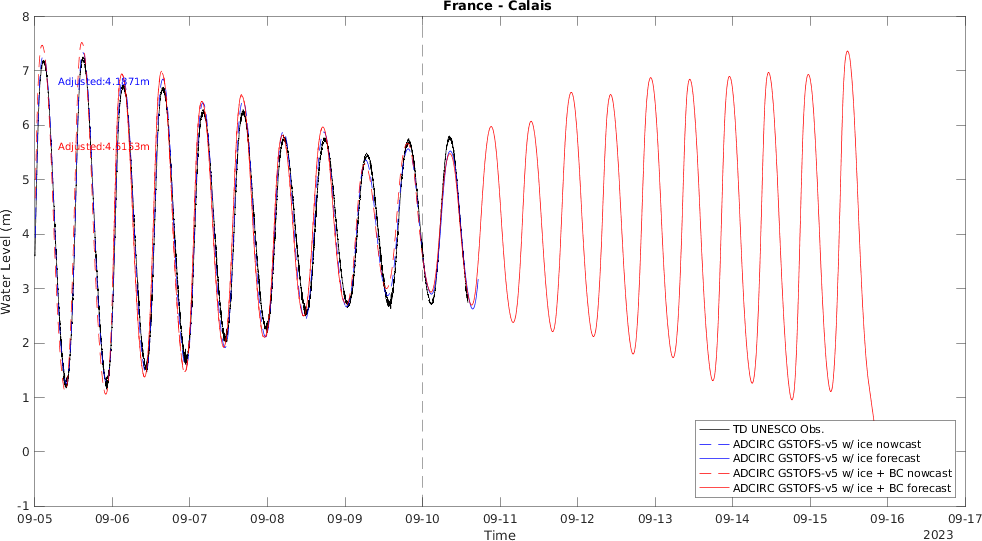 France - Calais
8
7
6
5
4
3
2
1
0
-1
Water Level (m)
Adjusted:4.1871m
Adjusted:4.5153m
TD UNESCO Obs.
ADCIRC GSTOFS-v5 w/ ice nowcast
ADCIRC GSTOFS-v5 w/ ice forecast
ADCIRC GSTOFS-v5 w/ ice + BC nowcast
ADCIRC GSTOFS-v5 w/ ice + BC forecast
09-05 09-06 09-07 09-08 09-09 09-10 09-11 09-12 09-13 09-14 09-15 09-16 09-17
Time
2023